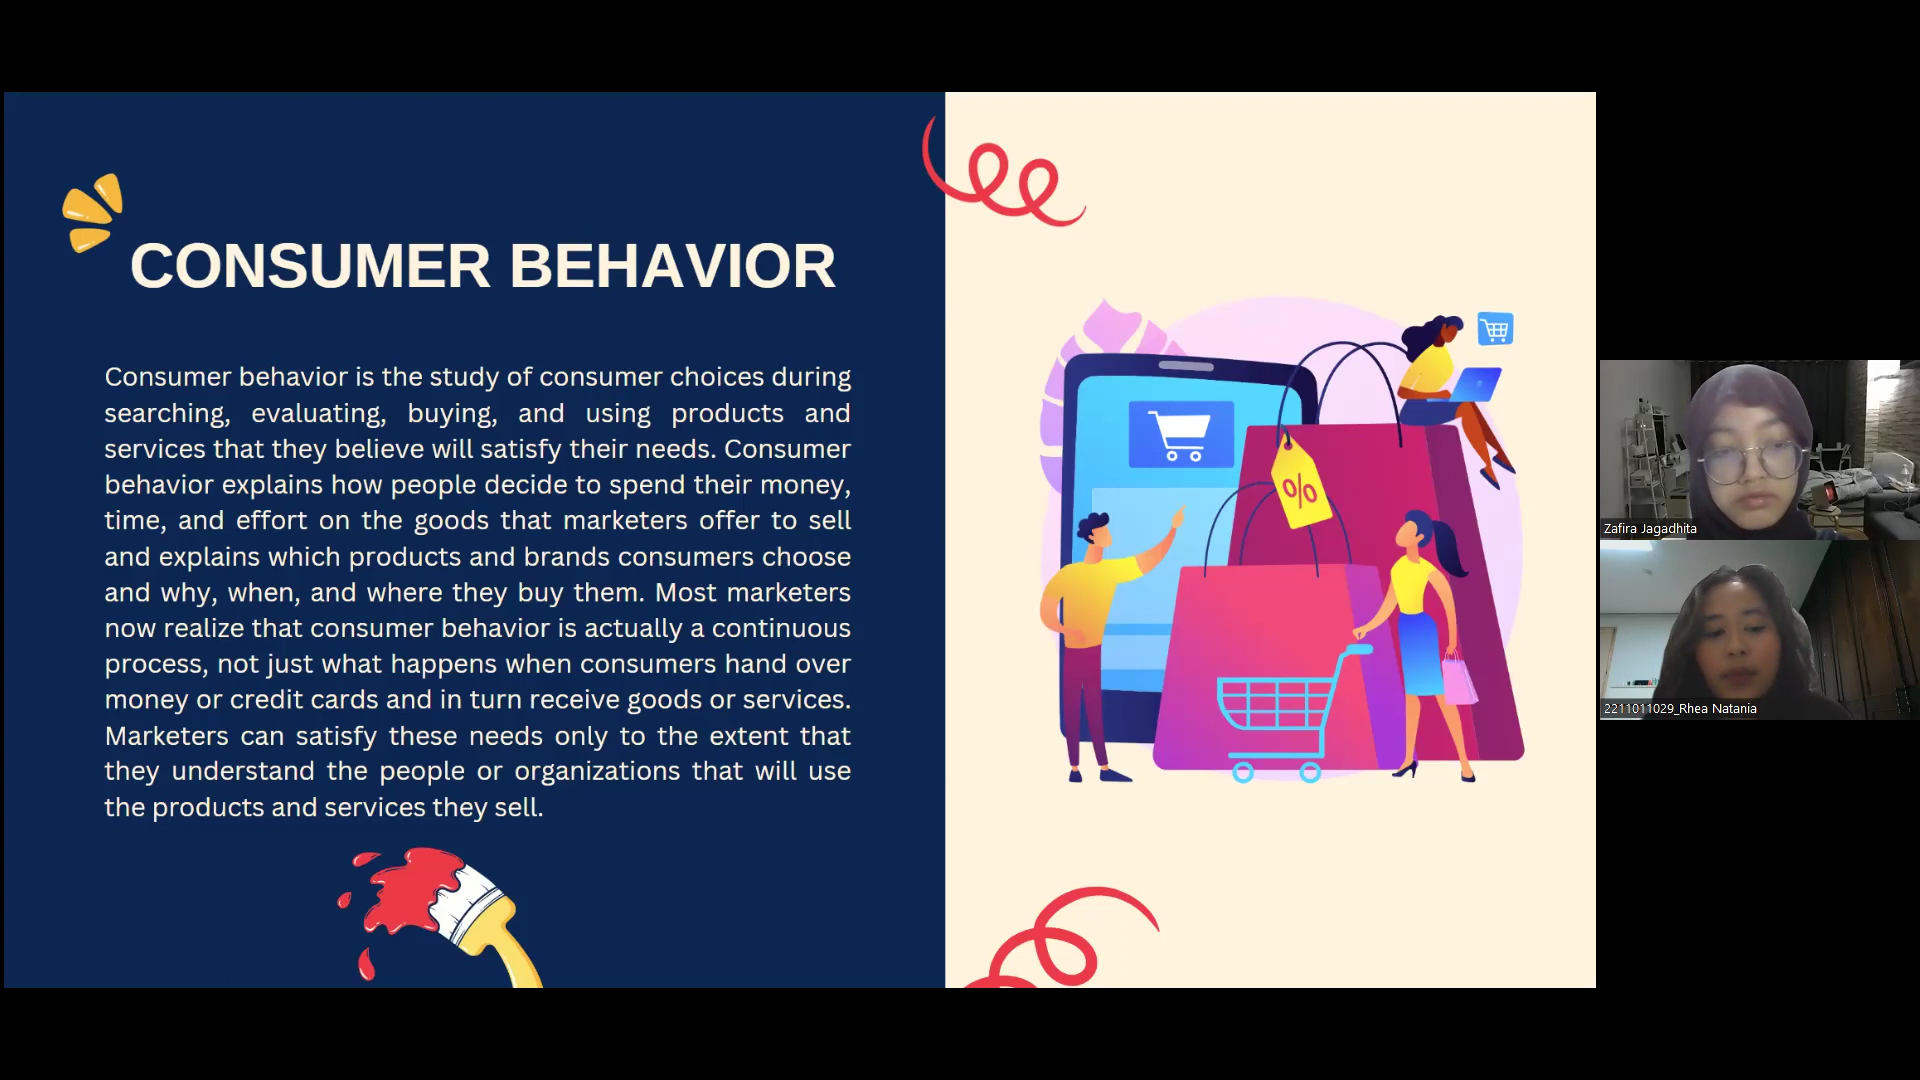 CONSUMER BEHAVIOR
Consumer behavior is the study of consumer choices during
searching, evaluating, buying, and using products and
services that they believe will satisfy their needs. Consumer
behavior explains how people decide to spend their money,
time, and effort on the goods that marketers offer to sell
and explains which products and brands consumers choose
and why, when, and where they buy them. Most marketers
now realize that consumer behavior is actually a continuous
process, not just what happens when consumers hand over
money or credit cards and in turn receive goods or services.
Marketers can satisfy these needs only to the extent that
they understand the people or organizations that will use
the products and services they sell.
%
Zafira Jagadhita
2211011029_Rhea Natania